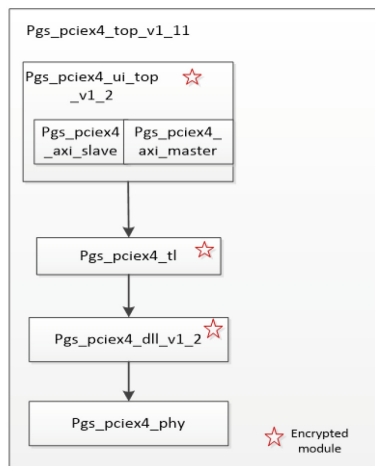 Pgs_pciex4_top_v1_11
Pgs_pciex4_ui_top
_v1_2
Pgs_pciex4
_axi_slave
Pgs_pciex4_
axi_master
Pgs_pciex4_tl
Pgs_pciex4_dll_v1_2
Pgs_pciex4_phy
Encrypted
module